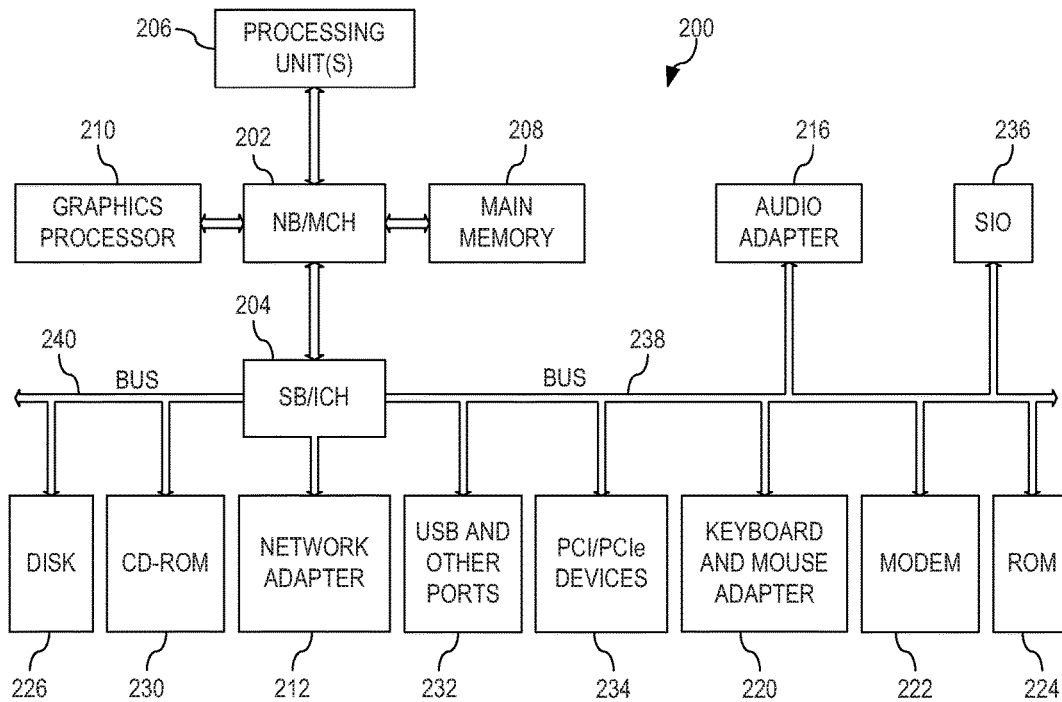 206
PROCESSING
UNIT(S)
200
210
202
208
216
236
GRAPHICS
PROCESSOR
NB/MCH
MAIN
MEMORY
AUDIO
ADAPTER
SIO
204
240
238
BUS
SB/ICH
BUS
DISK
CD-ROM
NETWORK
ADAPTER
USB AND
OTHER
PORTS
PCI/PCIe
DEVICES
KEYBOARD
AND MOUSE
ADAPTER
MODEM
ROM
226
230
212
232
234
220
222
224